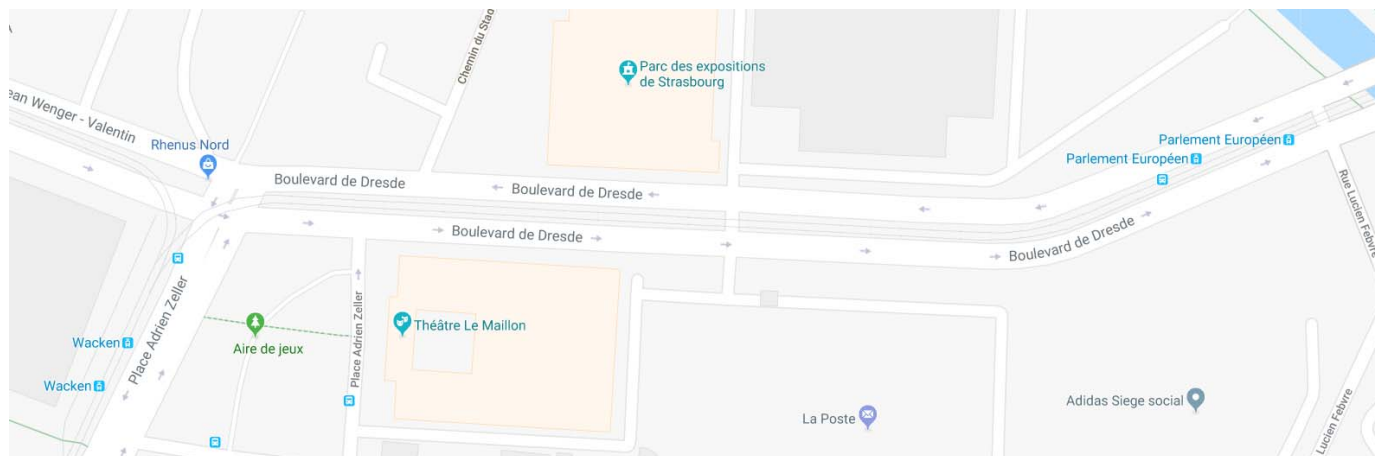 Chemin du Stad
Parc des expositions
de Strasbourg
ean Wenger - Valentin
Rhenus Nord
Parlement Européen
Parlement Européen
Boulevard de Dresde
Boulevard de Dresde
Rue Lucien Febvre
Boulevard de Dresde
Boulevard de Dresde
Place Adrien Zeller
Place Adrien Zeller
Théâtre Le Maillon
Wacken
Aire de jeux
Wacken
Adidas Siege social
La Poste
Lucien Febvre